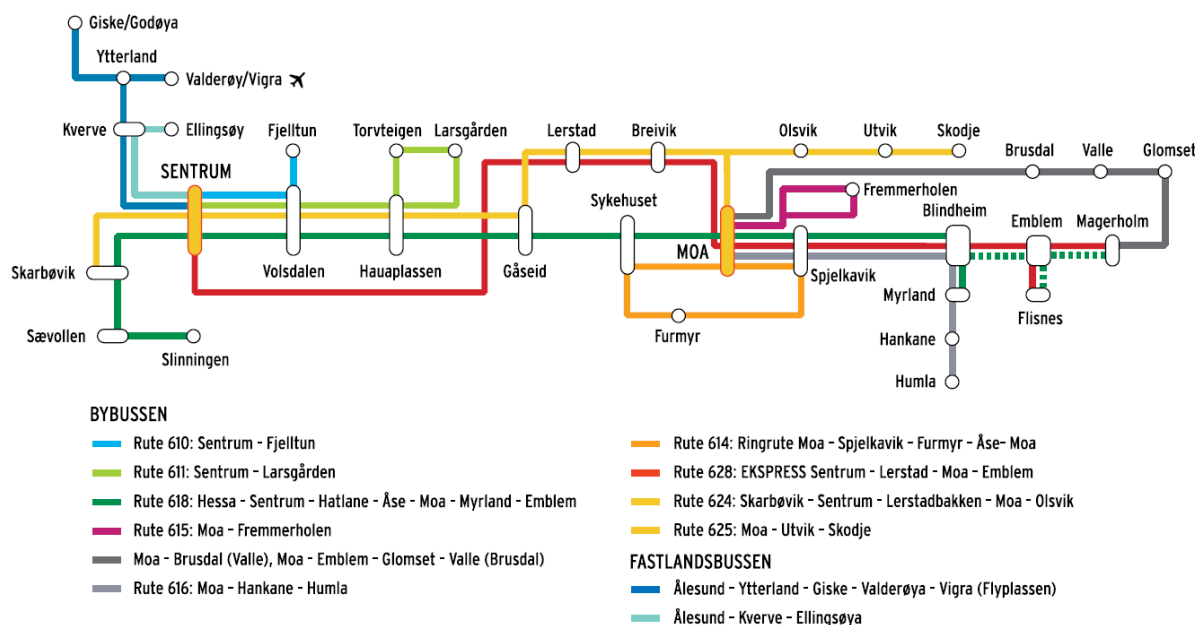 Giske/Godøya
Ytterland
Valderøy/Vigra
Kverve
Ellingsøy
Fjelltun
Torvteigen
Larsgården
Lerstad
Breivik
Olsvik
Utvik
Skodje
SENTRUM
Brusdal
Valle
Glomset
Sykehuset
Fremmerholen
Blindheim
Emblem
Magerholm
Skarbøvik
Volsdalen
Hauaplassen
Gåseid
MOA
Spjelkavik
Myrland
Flisnes
Sævollen
Slinningen
Furmyr
Hankane
Humla
BYBUSSEN
Rute 610: Sentrum - Fjelltun
Rute 611: Sentrum - Larsgården
Rute 618: Hessa - Sentrum - Hatlane - Åse - Moa - Myrland - Emblem
Rute 615: Moa - Fremmerholen
Moa - Brusdal (Valle), Moa - Emblem - Glomset - Valle (Brusdal)
Rute 616: Moa - Hankane - Humla
Rute 614: Ringrute Moa - Spjelkavik - Furmyr - Åse- Moa
Rute 628: EKSPRESS Sentrum - Lerstad - Moa - Emblem
Rute 624: Skarbøvik - Sentrum - Lerstadbakken - Moa - Olsvik
Rute 625: Moa - Utvik - Skodje
FASTLANDSBUSSEN
Ålesund - Ytterland - Giske - Valderøya - Vigra (Flyplassen)
Ålesund - Kverve - Ellingsøya